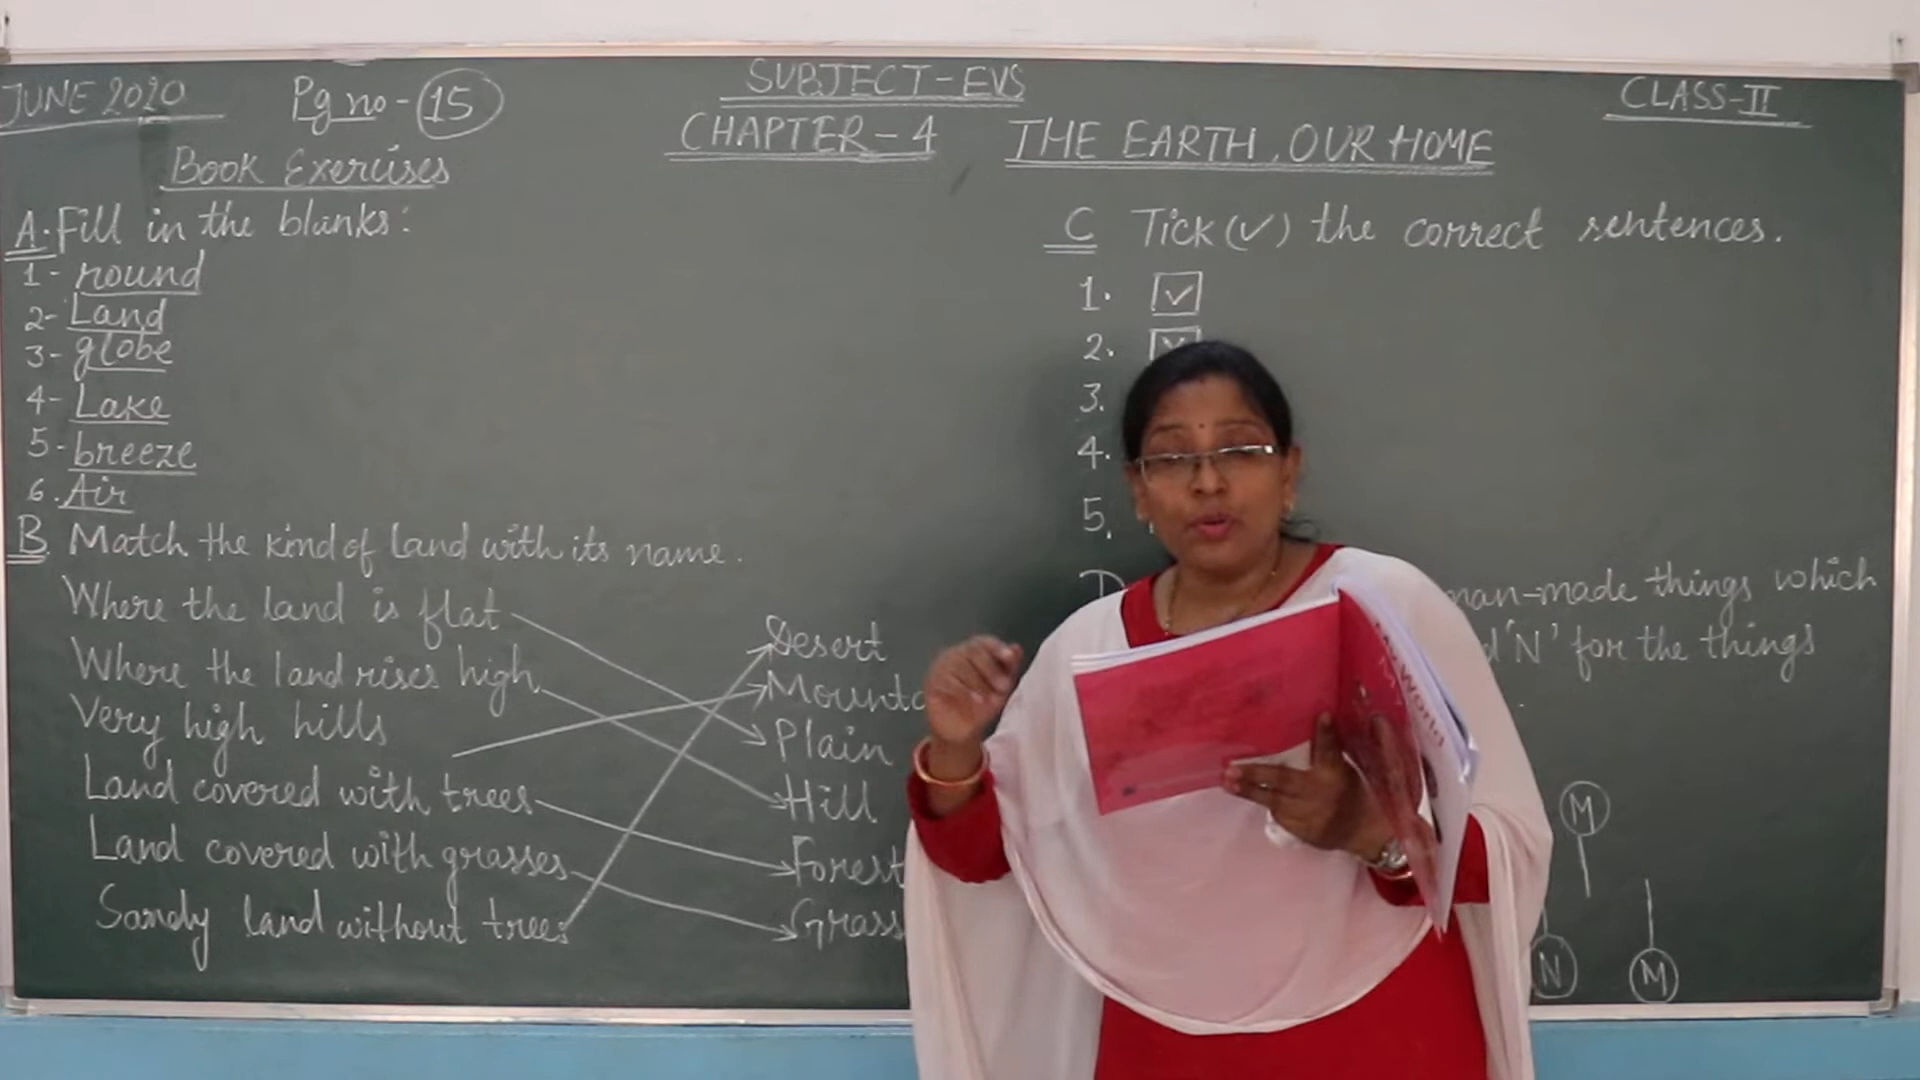 JUNE 2020 Pg no - 15
SUBJECT - EVS
CLASS - II
CHAPTER - 4 THE EARTH, OUR HOME
Book Exercises
A. Fill in the blanks:
1 - round
2 - Land
3 - globe
4 - Lake
5 - breeze
6. Air
B Match the kind of land with its name.
Where the land is flat
Where the land rises high
Very high hills
Land covered with trees
Land covered with grasses
Sandy land without trees
Desert
Plain
Hill
Forest
C Tick (✓) the correct sentences.
1. ✓
2.
3.
4.
5.
D man-made things which
'N' for the things
M
N M
My World